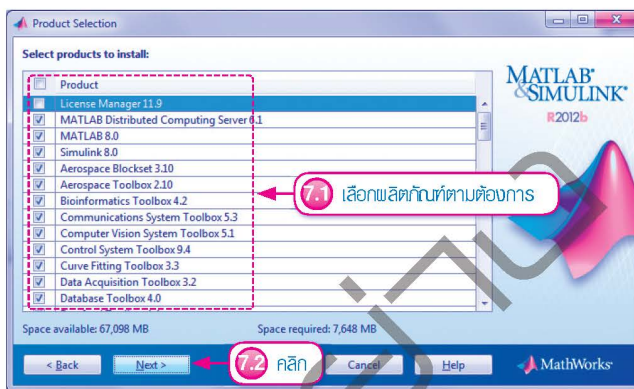 Product Selection
Select products to install:
MATLAB®
&SIMULINK®
R2012b
Product
License Manager 11.9
MATLAB Distributed Computing Server 6.1
MATLAB 8.0
Simulink 8.0
Aerospace Blockset 3.10
Aerospace Toolbox 2.10
Bioinformatics Toolbox 4.2
7.1 เลือกผลิตภัณฑ์ตามต้องการ
Communications System Toolbox 5.3
Computer Vision System Toolbox 5.1
Control System Toolbox 9.4
Curve Fitting Toolbox 3.3
Data Acquisition Toolbox 3.2
Database Toolbox 4.0
Space available: 67,098 MB
Space required: 7,648 MB
< Back
Next >
7.2 คลิก
Cancel
Help
MathWorks®